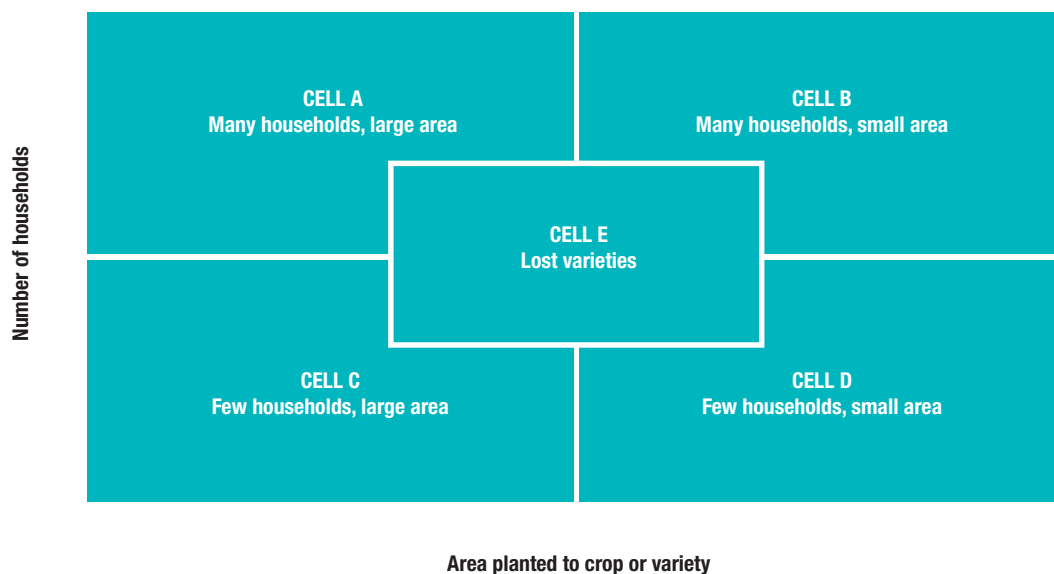 CELL A
Many households, large area
CELL B
Many households, small area
Number of households
CELL E
Lost varieties
CELL C
Few households, large area
CELL D
Few households, small area
Area planted to crop or variety